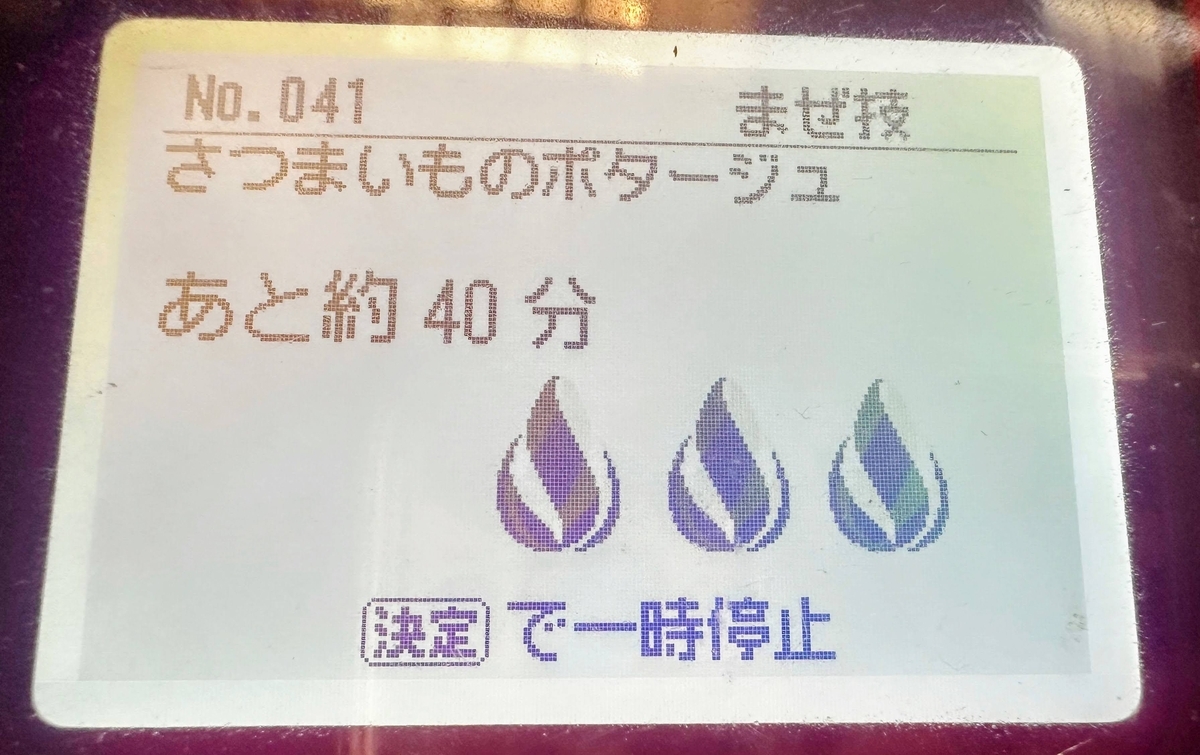 No.041 まぜ技
さつまいものポタージュ
あと約 40 分
決定 で一時停止